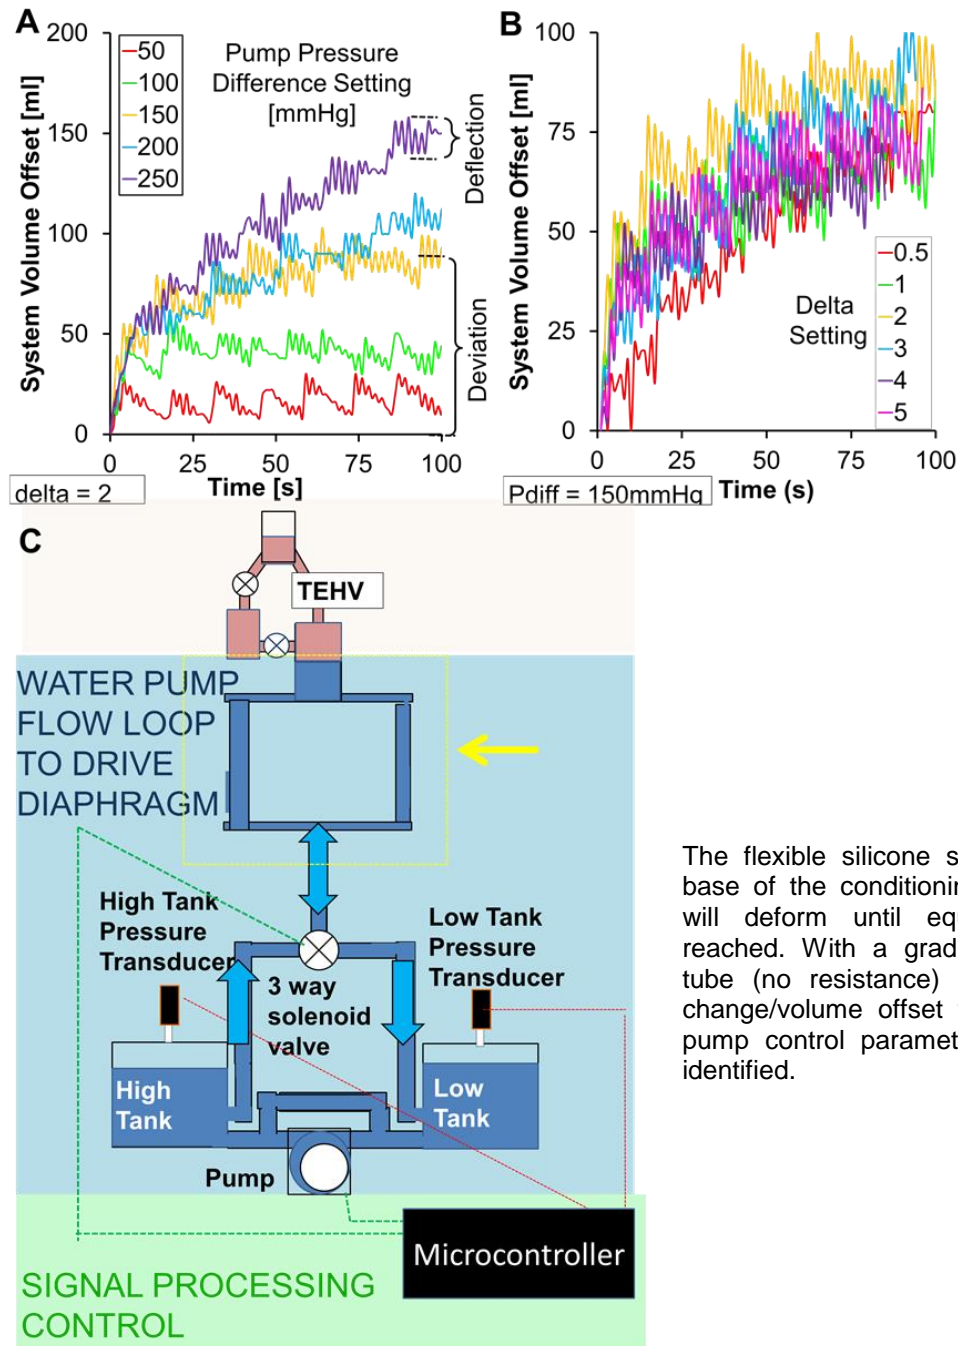 A
200
150
100
50
0
System Volume Offset [ml]
50
100
150
200
250
Pump Pressure
Difference Setting
[mmHg]
Deflection
Deviation
0 25 50 75 100
Time [s]
delta = 2
B
100
75
50
25
0
System Volume Offset [ml]
Delta
Setting
0.5
1
2
3
4
5
0 25 50 75 100
Time (s)
Pdiff = 150mmHg
C
TEHV
WATER PUMP
FLOW LOOP
TO DRIVE
DIAPHRAGM
High Tank
Pressure
Transducer
Low Tank
Pressure
Transducer
3 way
solenoid
valve
High
Tank
Low
Tank
Pump
Microcontroller
SIGNAL PROCESSING
CONTROL
The flexible silicone
base of the
will deform until
reached. With a
tube (no resistance)
change/volume offset
pump control
identified.